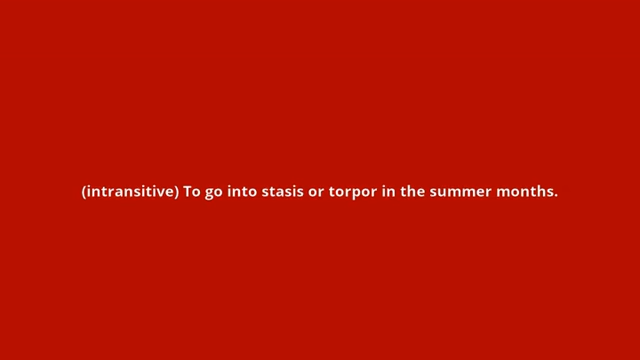 (intransitive) To go into stasis or torpor in the summer months.